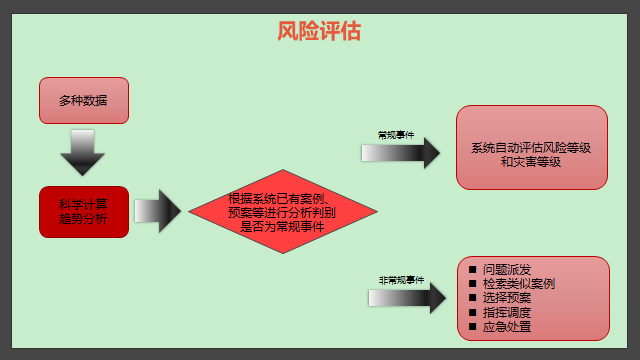 风险评估
多种数据
科学计算
趋势分析
根据系统已有案例、
预案等进行分析判别
是否为常规事件
常规事件
系统自动评估风险等级
和灾害等级
非常规事件
■ 问题派发
■ 检索类似案例
■ 选择预案
■ 指挥调度
■ 应急处置